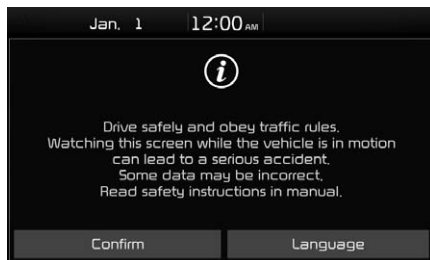 Jan. 1 12:00 AM
i
Drive safely and obey traffic rules.
Watching this screen while the vehicle is in motion
can lead to a serious accident.
Some data may be incorrect.
Read safety instructions in manual.
Confirm Language